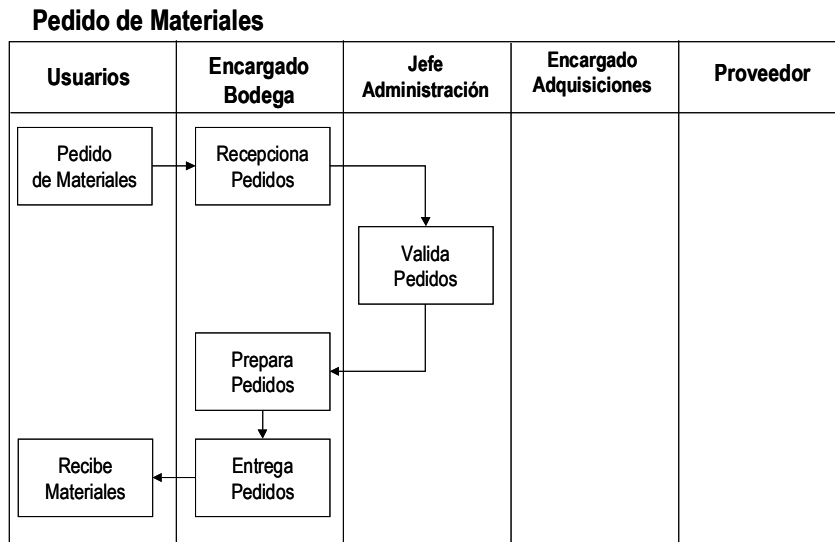 Pedido de Materiales
Usuarios
Encargado
Bodega
Jefe
Administración
Encargado
Adquisiciones
Proveedor
Pedido
de Materiales
Recepciona
Pedidos
Valida
Pedidos
Prepara
Pedidos
Recibe
Materiales
Entrega
Pedidos